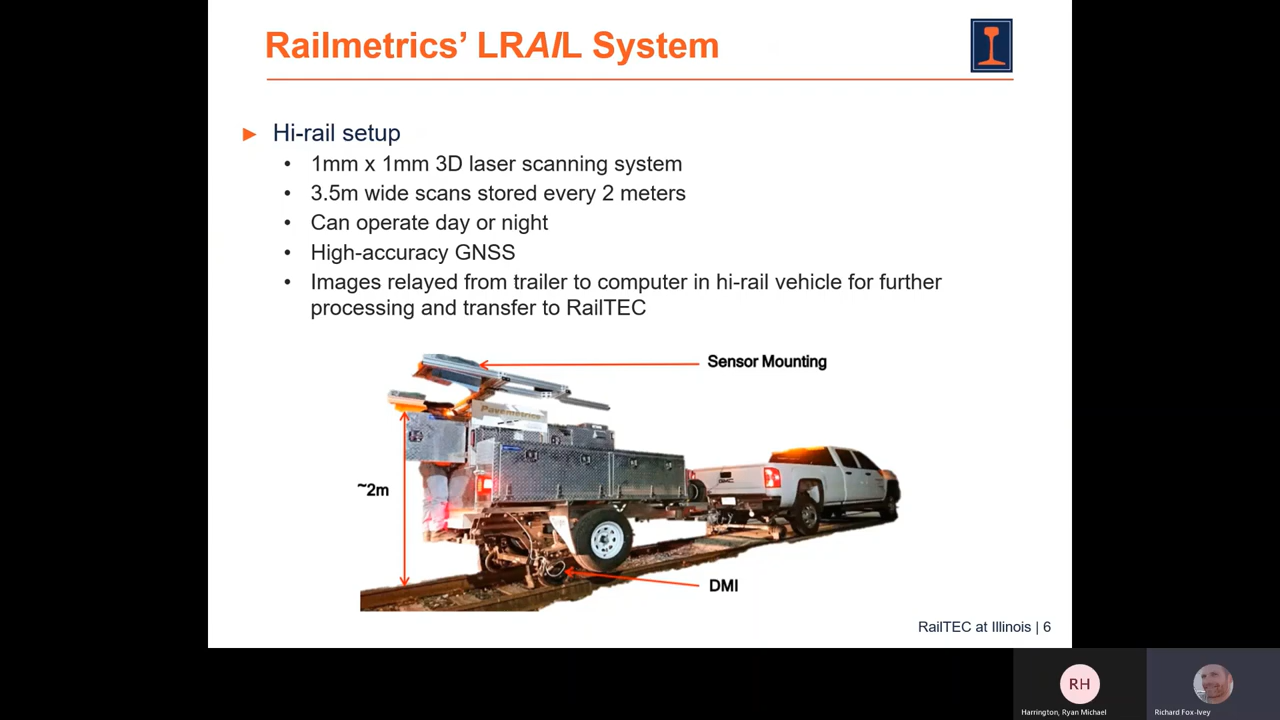 Railmetrics’ LRAIL System
► Hi-rail setup
• 1mm x 1mm 3D laser scanning system
• 3.5m wide scans stored every 2 meters
• Can operate day or night
• High-accuracy GNSS
• Images relayed from trailer to computer in hi-rail vehicle for further
processing and transfer to RailTEC
Sensor Mounting
Pavemetrics
~2m
GMC
DMI
RailTEC at Illinois | 6
RH
Harrington, Ryan Michael
Richard Fox-Ivey